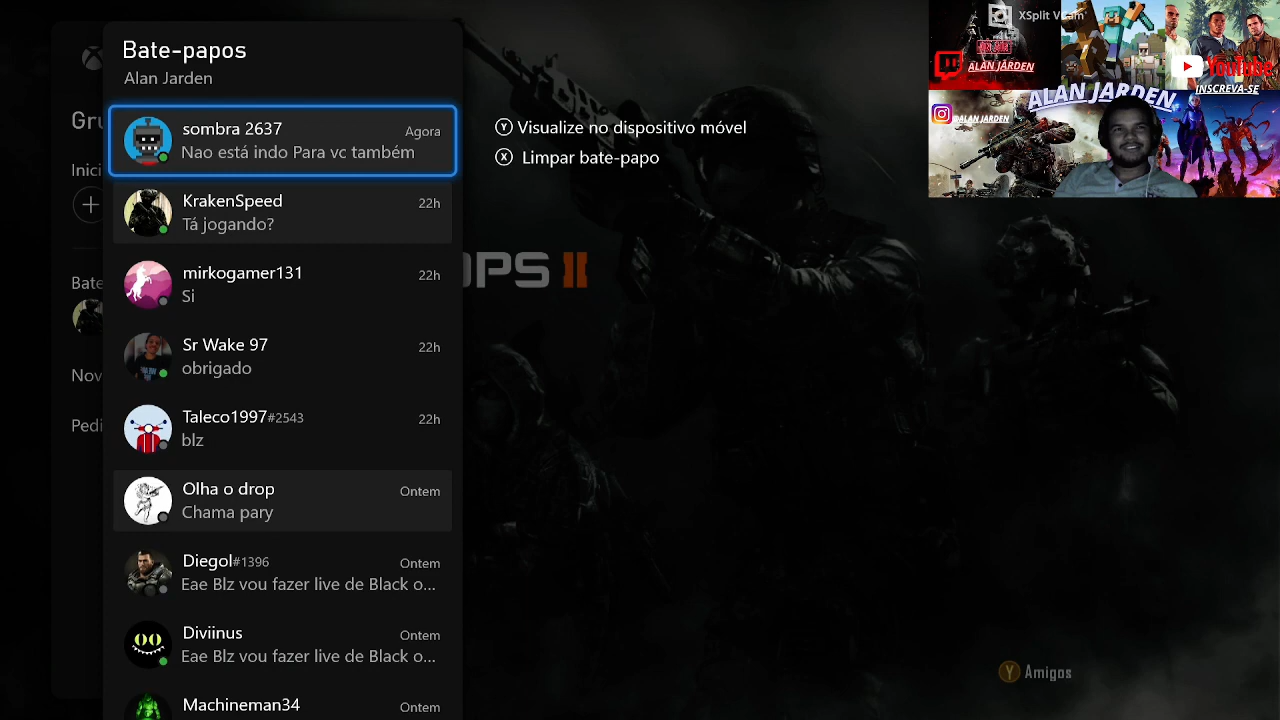 Bate-papos
Alan Jarden
sombra 2637
Agora
Nao está indo Para vc também
KrakenSpeed
22h
Tá jogando?
mirkogamer131
22h
Si
Sr Wake 97
22h
obrigado
Taleco1997#2543
22h
blz
Olha o drop
Ontem
Chama pary
Diegol#1396
Ontem
Eae Blz vou fazer live de Black o...
Diviinus
Ontem
Eae Blz vou fazer live de Black o...
Machineman34
Ontem
Gru
Inici
Bate
Nov
Pedi
Y Visualize no dispositivo móvel
X Limpar bate-papo
OPS II
Y Amigos
XSplit VCam
ALAN JARDEN
YouTube
INSCREVA-SE
ALAN JARDEN
@ALAN JARDEN